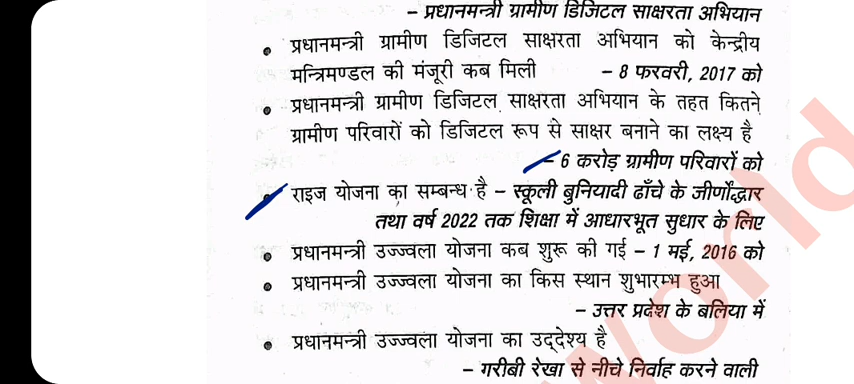 – प्रधानमन्त्री ग्रामीण डिजिटल साक्षरता अभियान
• प्रधानमन्त्री ग्रामीण डिजिटल साक्षरता अभियान को केन्द्रीय
मन्त्रिमण्डल की मंजूरी कब मिली – 8 फरवरी, 2017 को
• प्रधानमन्त्री ग्रामीण डिजिटल साक्षरता अभियान के तहत कितने
ग्रामीण परिवारों को डिजिटल रूप से साक्षर बनाने का लक्ष्य है
– 6 करोड़ ग्रामीण परिवारों को
• राइज योजना का सम्बन्ध है – स्कूली बुनियादी ढाँचे के जीर्णोद्धार
तथा वर्ष 2022 तक शिक्षा में आधारभूत सुधार के लिए
• प्रधानमन्त्री उज्ज्वला योजना कब शुरू की गई – 1 मई, 2016 को
• प्रधानमन्त्री उज्ज्वला योजना का किस स्थान शुभारम्भ हुआ
– उत्तर प्रदेश के बलिया में
• प्रधानमन्त्री उज्ज्वला योजना का उद्देश्य है
– गरीबी रेखा से नीचे निर्वाह करने वाली
World